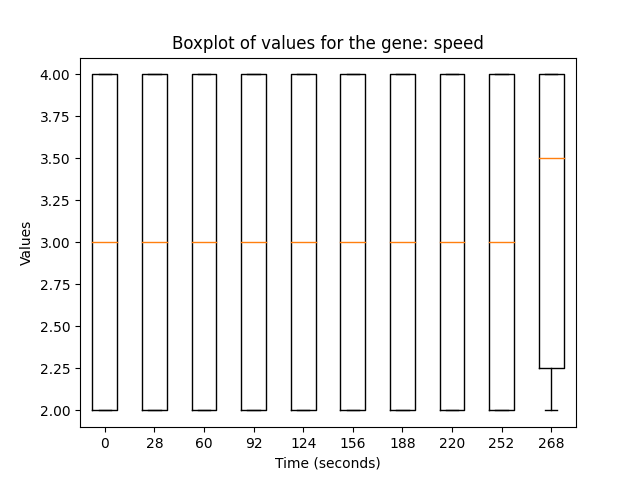 Boxplot of values for the gene: speed
4.00
3.75
3.50
3.25
3.00
2.75
2.50
2.25
2.00
Values
0 28 60 92 124 156 188 220 252 268
Time (seconds)